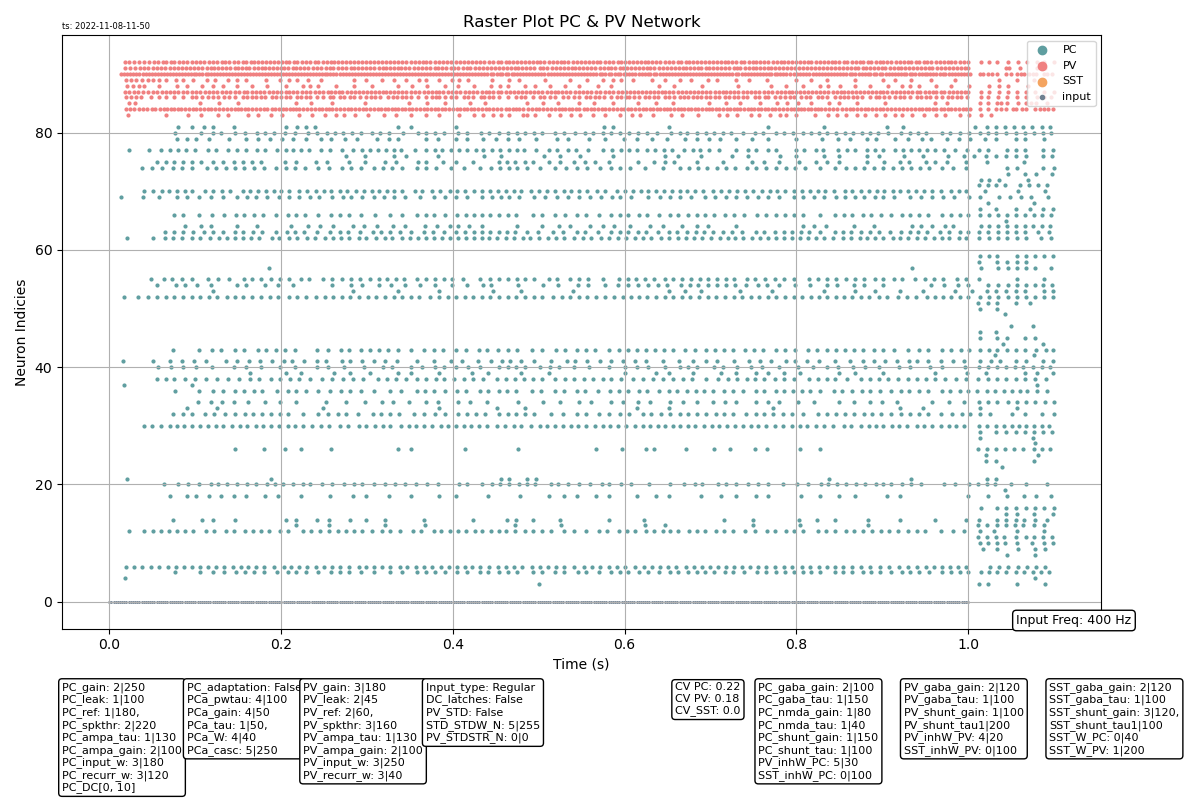 ts: 2022-11-08-11-50
Raster Plot PC & PV Network
PC
PV
SST
input
Neuron Indicies
80
60
40
20
0
0.0 0.2 0.4 0.6 0.8 1.0
Time (s)
Input Freq: 400 Hz
PC_gain: 2|250
PC_leak: 1|100
PC_ref: 1|180,
PC_spkthr: 2|220
PC_ampa_tau: 1|130
PC_ampa_gain: 2|100
PC_input_w: 3|180
PC_recurr_w: 3|120
PC_DC[0, 10]
PC_adaptation: False
PCa_pwtau: 4|100
PCa_gain: 4|50
PCa_tau: 1|50,
PCa_W: 4|40
PCa_casc: 5|250
PV_gain: 3|180
PV_leak: 2|45
PV_ref: 2|60,
PV_spkthr: 3|160
PV_ampa_tau: 1|130
PV_ampa_gain: 2|100
PV_input_w: 3|250
PV_recurr_w: 3|40
Input_type: Regular
DC_latches: False
PV_STD: False
STD_STDW_N: 5|255
PV_STDSTR_N: 0|0
CV PC: 0.22
CV PV: 0.18
CV_SST: 0.0
PC_gaba_gain: 2|100
PC_gaba_tau: 1|100
PC_nmda_gain: 1|80
PC_nmda_tau: 1|40
PC_shunt_gain: 1|150
PC_shunt_tau: 1|100
PV_inhW_PC: 5|30
SST_inhW_PC: 0|100
PV_gaba_gain: 2|120
PV_gaba_tau: 1|100
PV_shunt_gain: 1|100
PV_shunt_tau1|200
PV_inhW_PV: 4|20
SST_inhW_PV: 0|100
SST_gaba_gain: 2|120
SST_gaba_tau: 1|100
SST_shunt_gain: 3|120,
SST_shunt_tau1|100
SST_W_PC: 0|40
SST_W_PV: 1|200